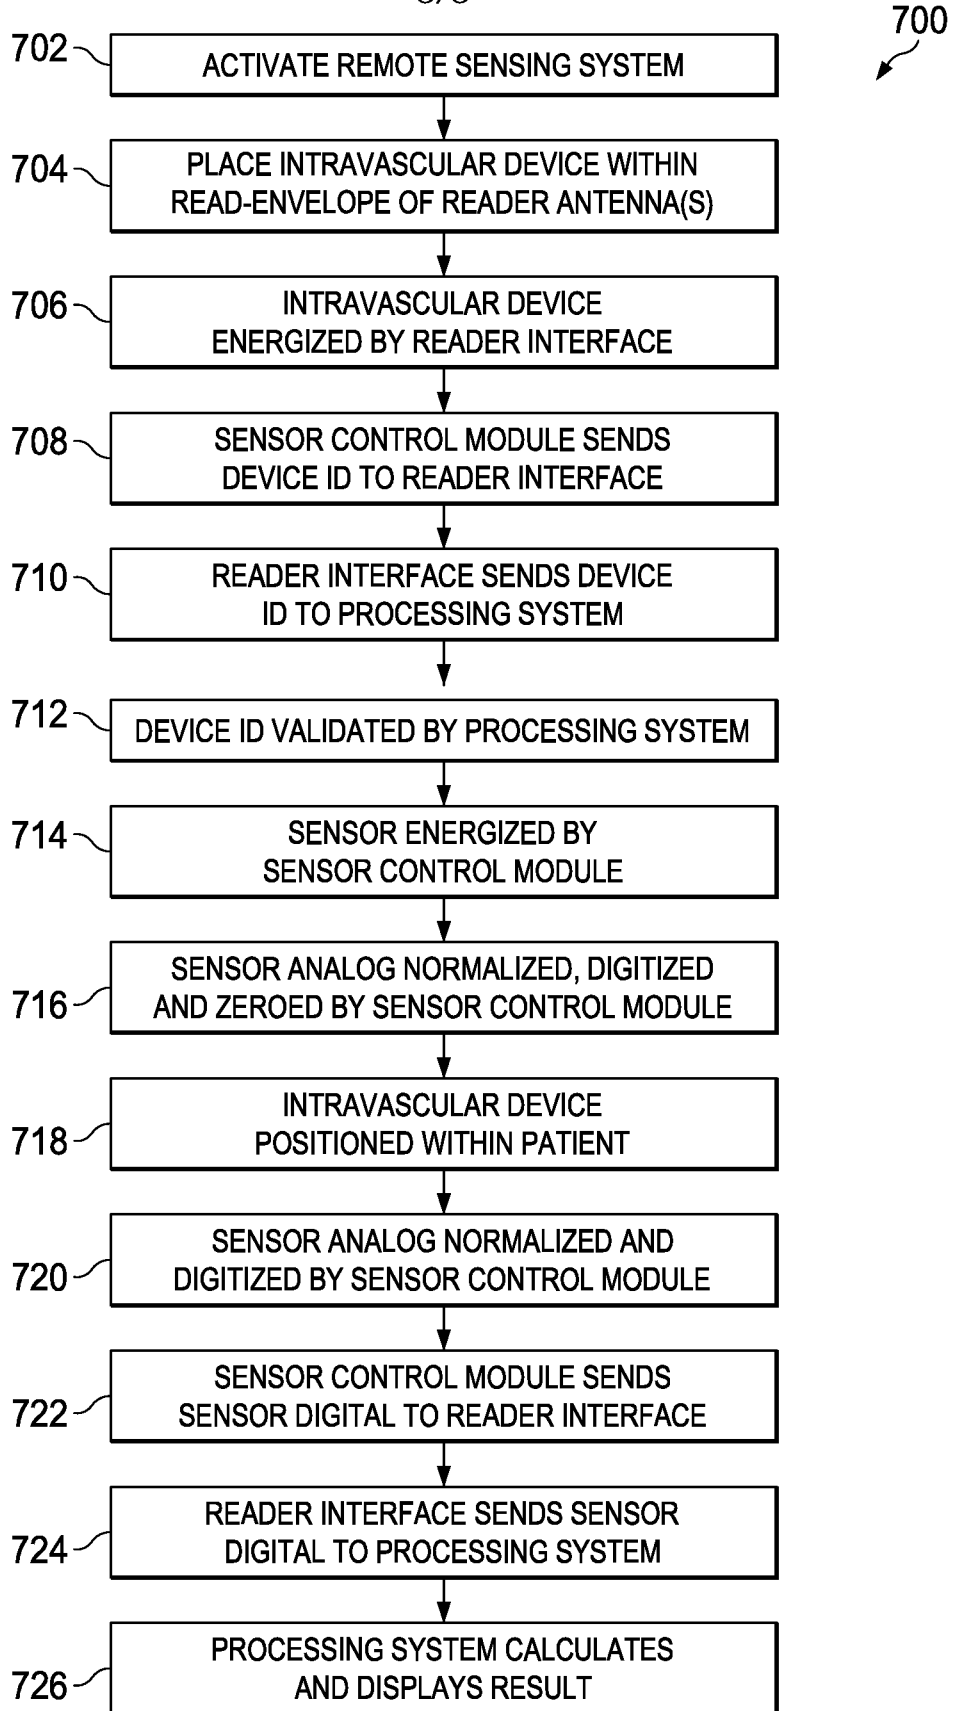 700
702
ACTIVATE REMOTE SENSING SYSTEM
704
PLACE INTRAVASCULAR DEVICE WITHIN
READ-ENVELOPE OF READER ANTENNA(S)
706
INTRAVASCULAR DEVICE
ENERGIZED BY READER INTERFACE
708
SENSOR CONTROL MODULE SENDS
DEVICE ID TO READER INTERFACE
710
READER INTERFACE SENDS DEVICE
ID TO PROCESSING SYSTEM
712
DEVICE ID VALIDATED BY PROCESSING SYSTEM
714
SENSOR ENERGIZED BY
SENSOR CONTROL MODULE
716
SENSOR ANALOG NORMALIZED, DIGITIZED
AND ZEROED BY SENSOR CONTROL MODULE
718
INTRAVASCULAR DEVICE
POSITIONED WITHIN PATIENT
720
SENSOR ANALOG NORMALIZED AND
DIGITIZED BY SENSOR CONTROL MODULE
722
SENSOR CONTROL MODULE SENDS
SENSOR DIGITAL TO READER INTERFACE
724
READER INTERFACE SENDS SENSOR
DIGITAL TO PROCESSING SYSTEM
726
PROCESSING SYSTEM CALCULATES
AND DISPLAYS RESULT